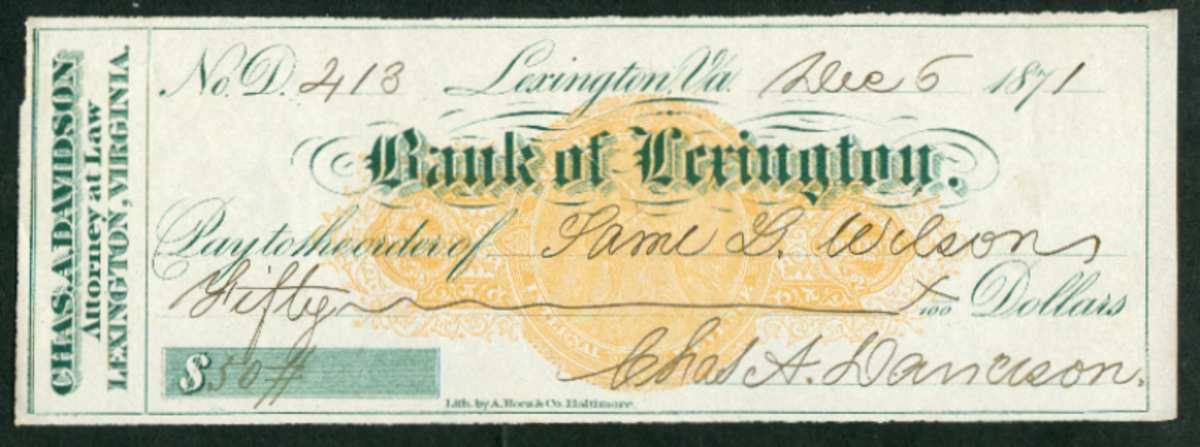 CHAS. A. DAVIDSON
Attorney at Law
LEXINGTON, VIRGINIA.
No. D. 413 Lexington, Va. Dec 6 1871
Bank of Lexington.
Pay to the order of G. Wilson
Fifty x/100 Dollars
$ 50 #
Chas A. Davidson.
Lith. by A. Hoen & Co. Baltimore.